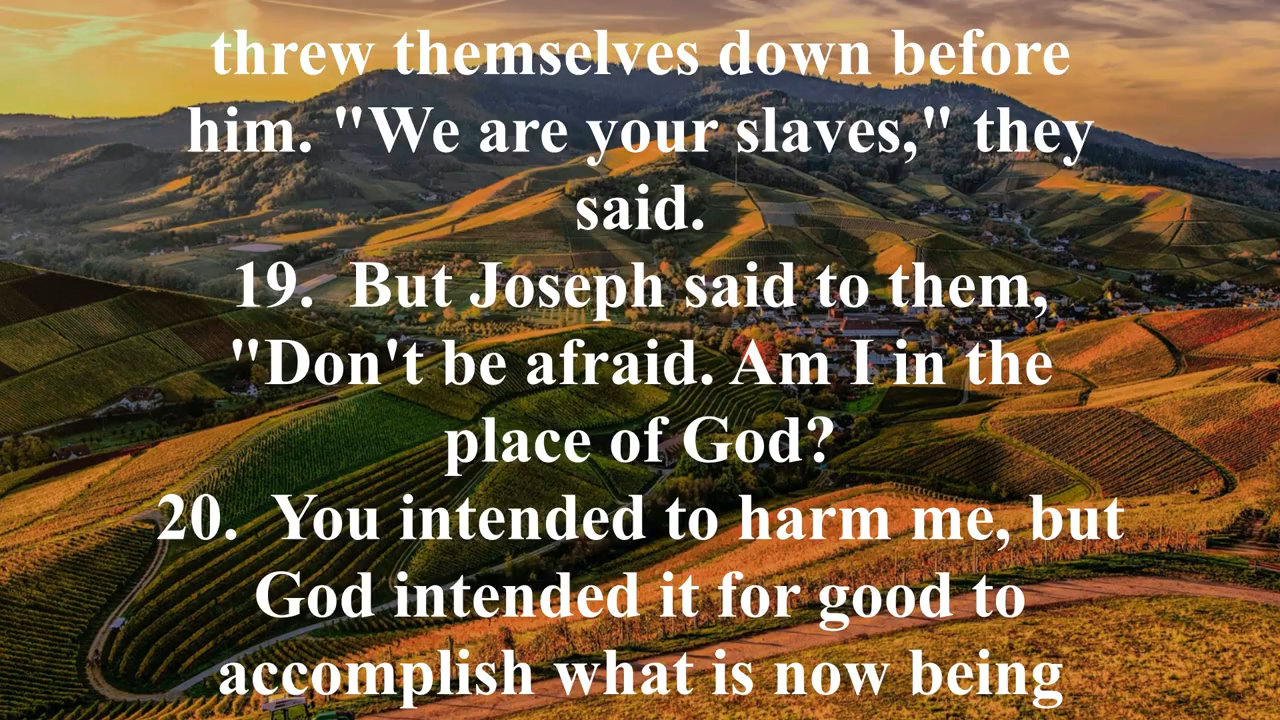 threw themselves down before
him. "We are your slaves," they
said.
19. But Joseph said to them,
"Don't be afraid. Am I in the
place of God?
20. You intended to harm me, but
God intended it for good to
accomplish what is now being